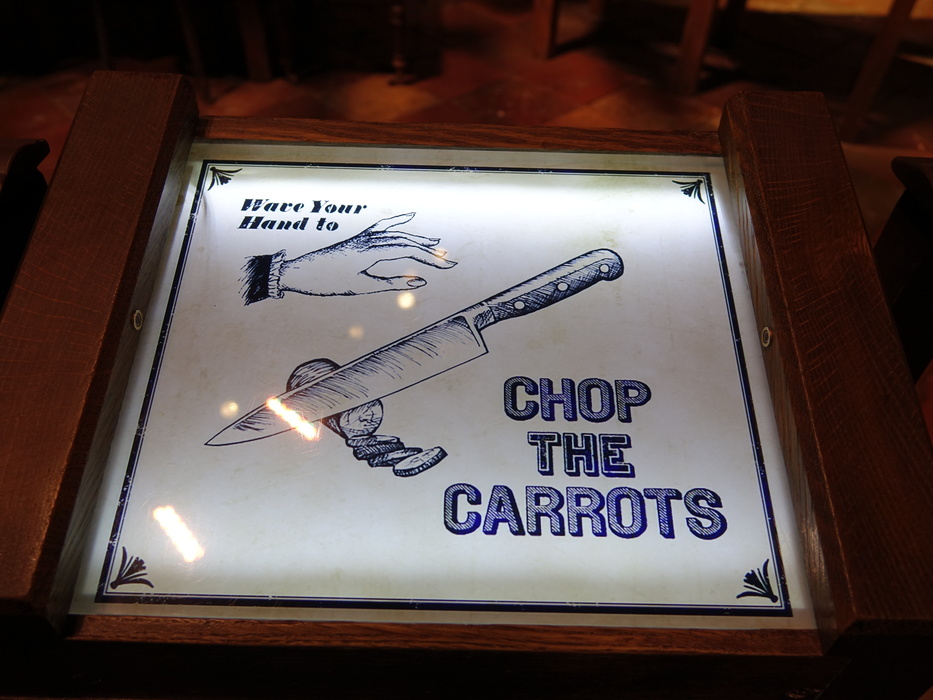 Wave Your
Hand to
CHOP
THE
CARROTS